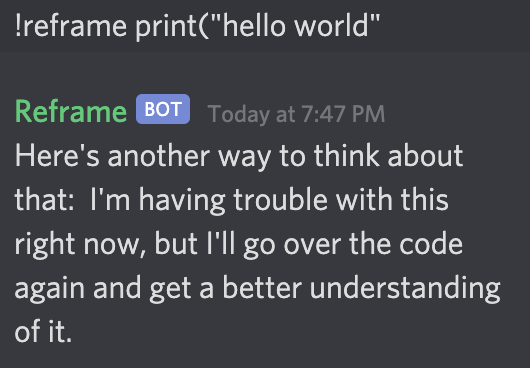 !reframe print("hello world"
Reframe BOT Today at 7:47 PM
Here's another way to think about
that:  I'm having trouble with this
right now, but I'll go over the code
again and get a better understanding
of it.